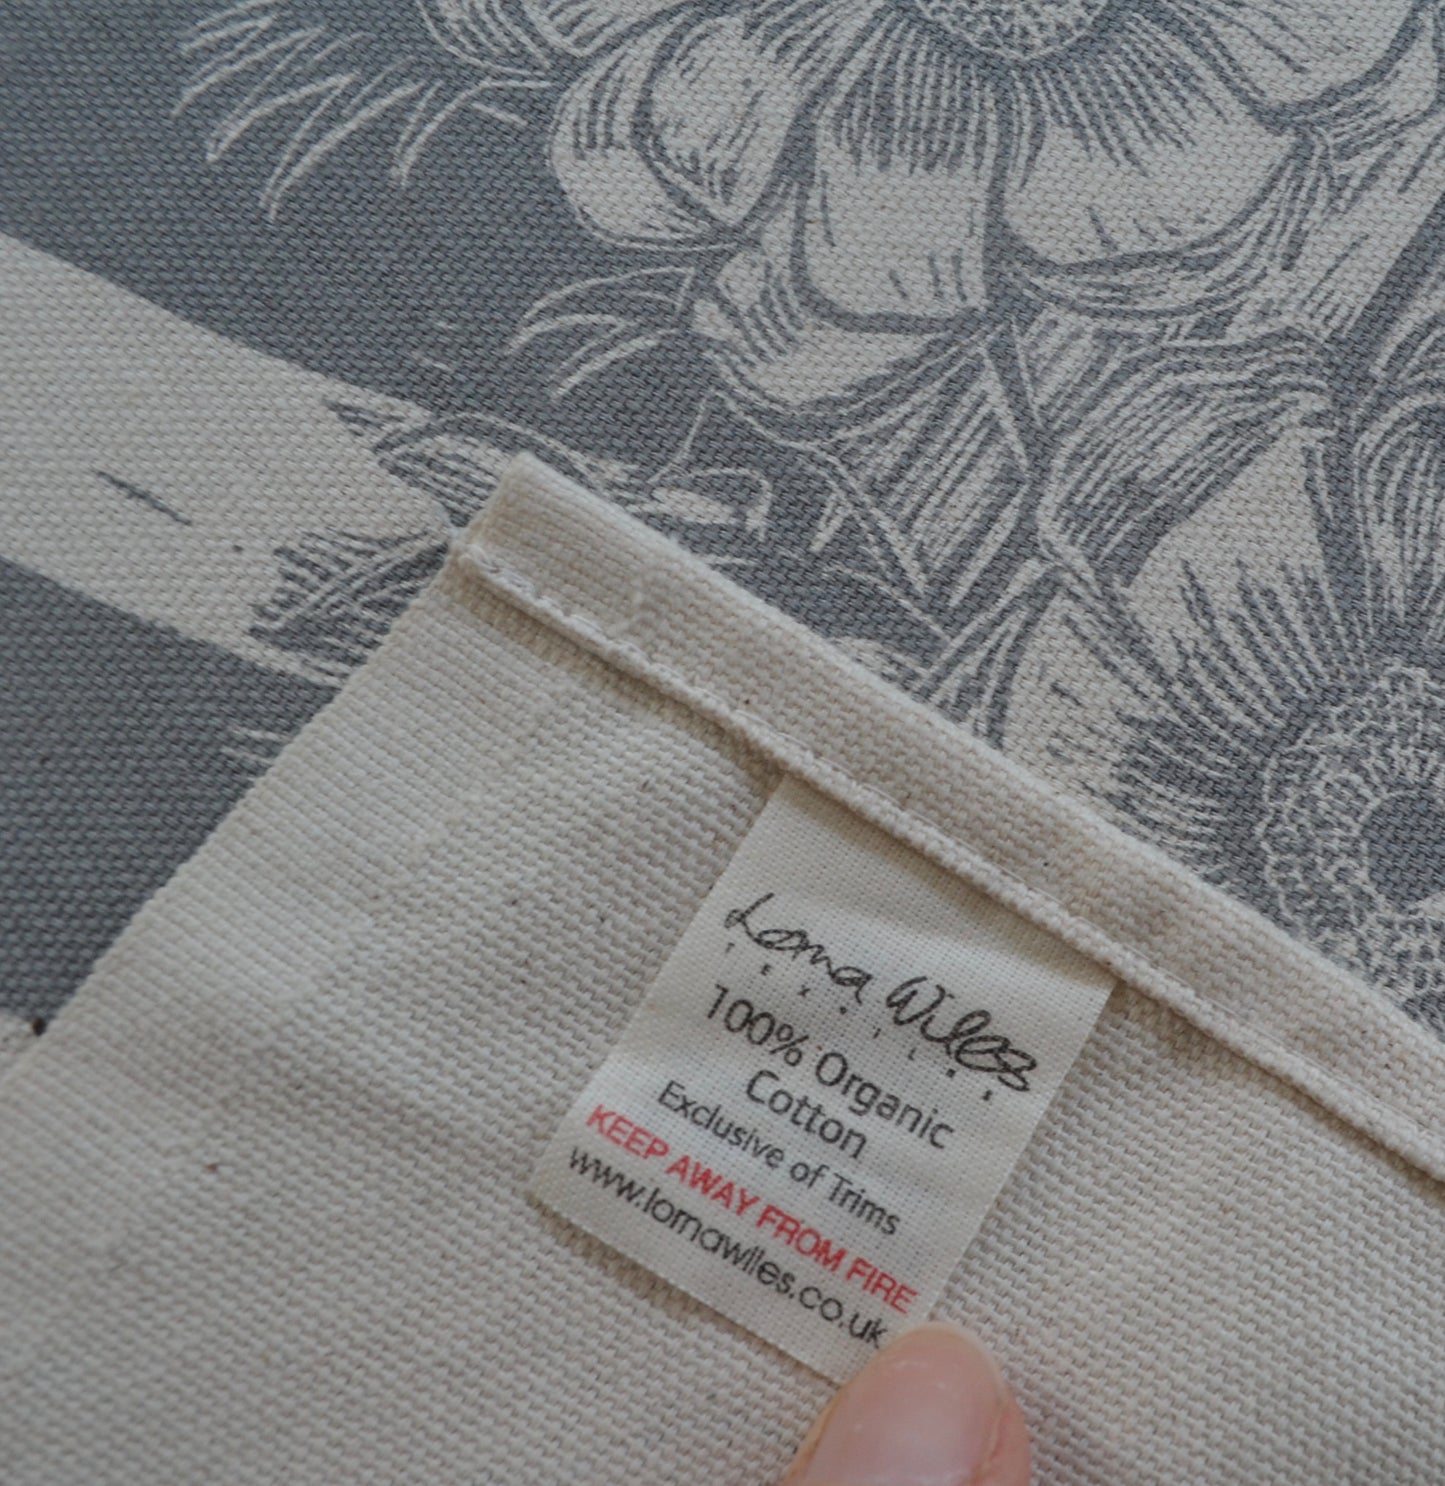 Lorna Wiles
TEXTILES
100% Organic
Cotton
Exclusive of Trims
KEEP AWAY FROM FIRE
www.lornawiles.co.uk